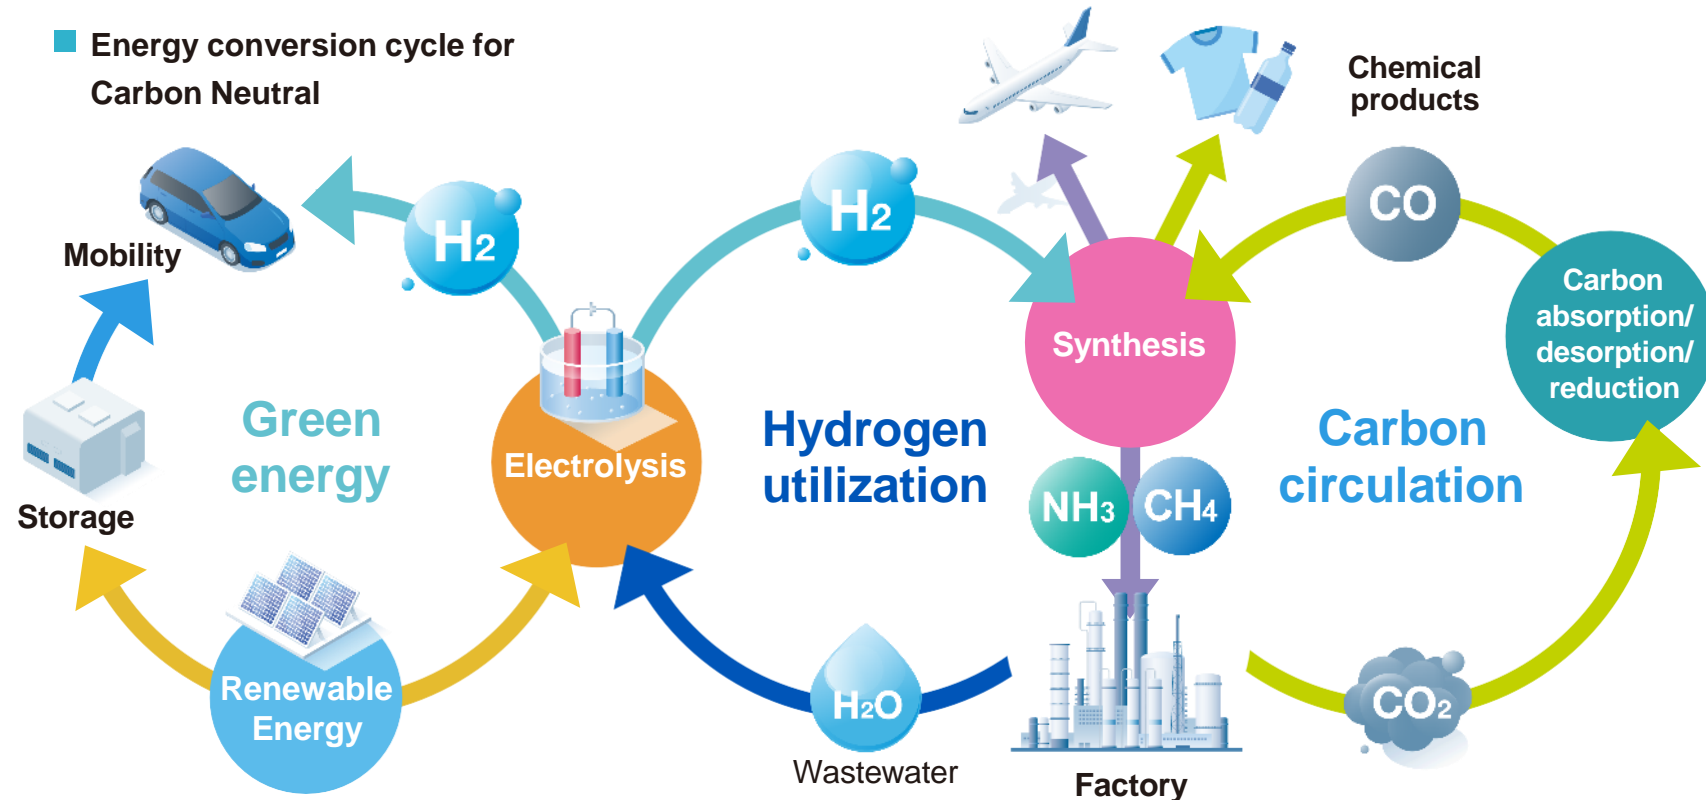 Energy conversion cycle for
Carbon Neutral
Chemical
products
H2
H2
CO
Mobility
Carbon
absorption/
desorption/
reduction
Synthesis
Green
energy
Hydrogen
utilization
Carbon
circulation
Electrolysis
NH3
CH4
Storage
Renewable
Energy
H2O
CO2
Wastewater
Factory